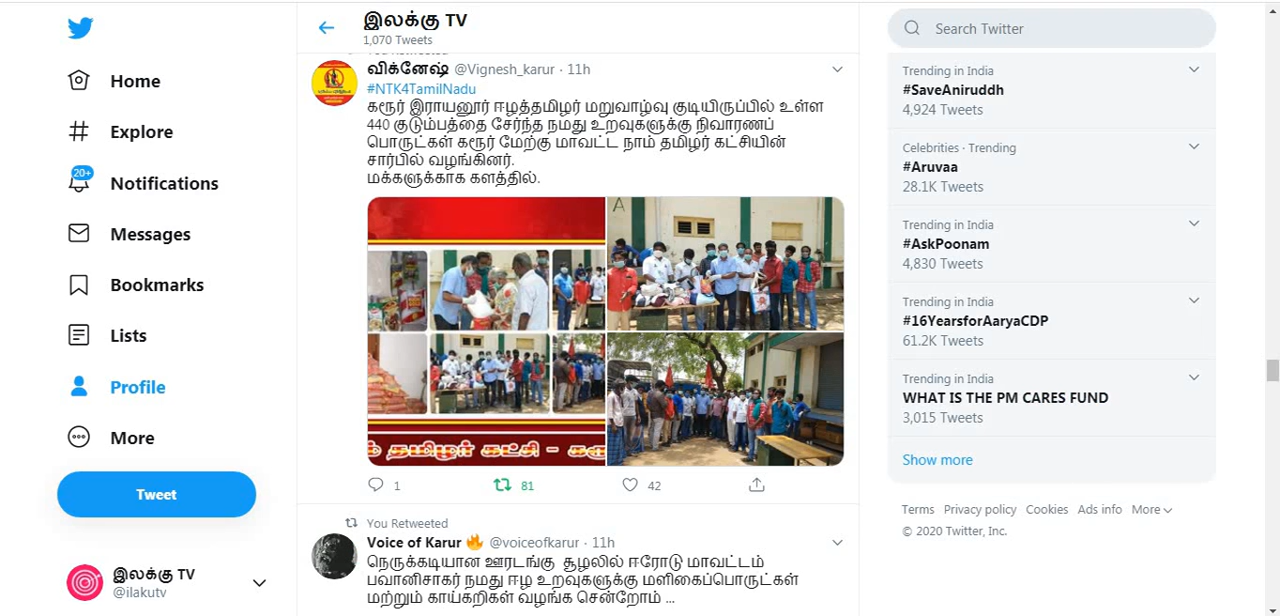 Home
Explore
20+
Notifications
Messages
Bookmarks
Lists
Profile
More
Tweet
இலக்கு TV
@ilakutv
இலக்கு TV
1,070 Tweets
விக்னேஷ் @Vignesh_karur · 11h
#NTK4TamilNadu
கரூர் இராயனூர் ஈழத்தமிழர் மறுவாழ்வு குடியிருப்பில் உள்ள
440 குடும்பத்தை சேர்ந்த நமது உறவுகளுக்கு நிவாரணப்
பொருட்கள் கரூர் மேற்கு மாவட்ட நாம் தமிழர் கட்சியின்
சார்பில் வழங்கினர்.
மக்களுக்காக களத்தில்.
தமிழர் கட்சி -
1
81
42
You Retweeted
Voice of Karur 🔥 @voiceofkarur · 11h
நெருக்கடியான ஊரடங்கு சூழலில் ஈரோடு மாவட்டம்
பவானிசாகர் நமது ஈழ உறவுகளுக்கு மளிகைப்பொருட்கள்
மற்றும் காய்கறிகள் வழங்க சென்றோம் ...
Search Twitter
Trending in India
#SaveAniruddh
4,924 Tweets
Celebrities · Trending
#Aruvaa
28.1K Tweets
Trending in India
#AskPoonam
4,830 Tweets
Trending in India
#16YearsforAaryaCDP
61.2K Tweets
Trending in India
WHAT IS THE PM CARES FUND
3,015 Tweets
Show more
Terms Privacy policy Cookies Ads info More
© 2020 Twitter, Inc.